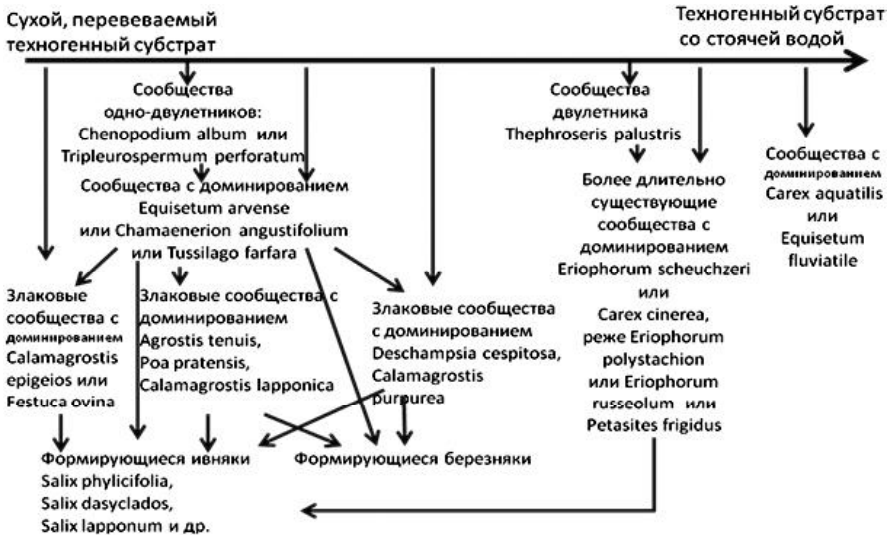 Сухой, перевеваемый
техногенный субстрат
Техногенный субстрат
со стоячей водой
Сообщества
одно-двулетников:
Chenopodium album или
Tripleurospermum perforatum
Сообщества
двулетника
Thephroseris palustris
Сообщества с
доминированием
Carex aquatilis
или
Equisetum
fluviatile
Сообщества с доминированием
Equisetum arvense
или Chamaenerion angustifolium
или Tussilago farfara
Более длительно
существующие
сообщества с
доминированием
Eriophorum scheuchzeri
или
Carex cinerea,
реже Eriophorum
polystachion
или Eriophorum
russeolum или
Petasites frigidus
Злаковые
сообщества с
доминированием
Calamagrostis
epigeios или
Festuca ovina
Злаковые сообщества с
доминированием
Agrostis tenuis,
Poa pratensis,
Calamagrostis lapponica
Злаковые сообщества
с доминированием
Deschampsia cespitosa,
Calamagrostis
purpurea
Формирующиеся ивняки
Salix phylicifolia,
Salix dasyclados,
Salix lapponum и др.
Формирующиеся березняки